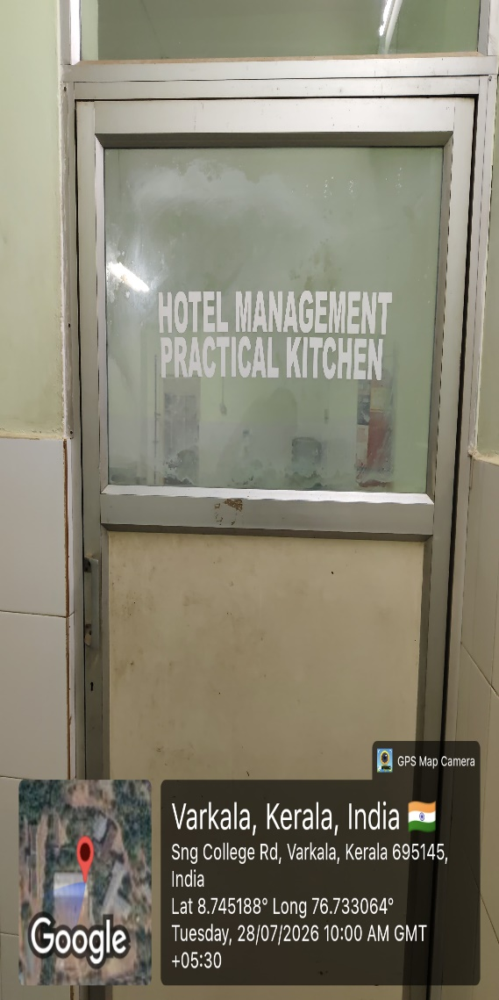 HOTEL MANAGEMENT
PRACTICAL KITCHEN
GPS Map Camera
Varkala, Kerala, India
Sng College Rd, Varkala, Kerala 695145,
India
Lat 8.745188° Long 76.733064°
Tuesday, 28/07/2026 10:00 AM GMT
+05:30
Google